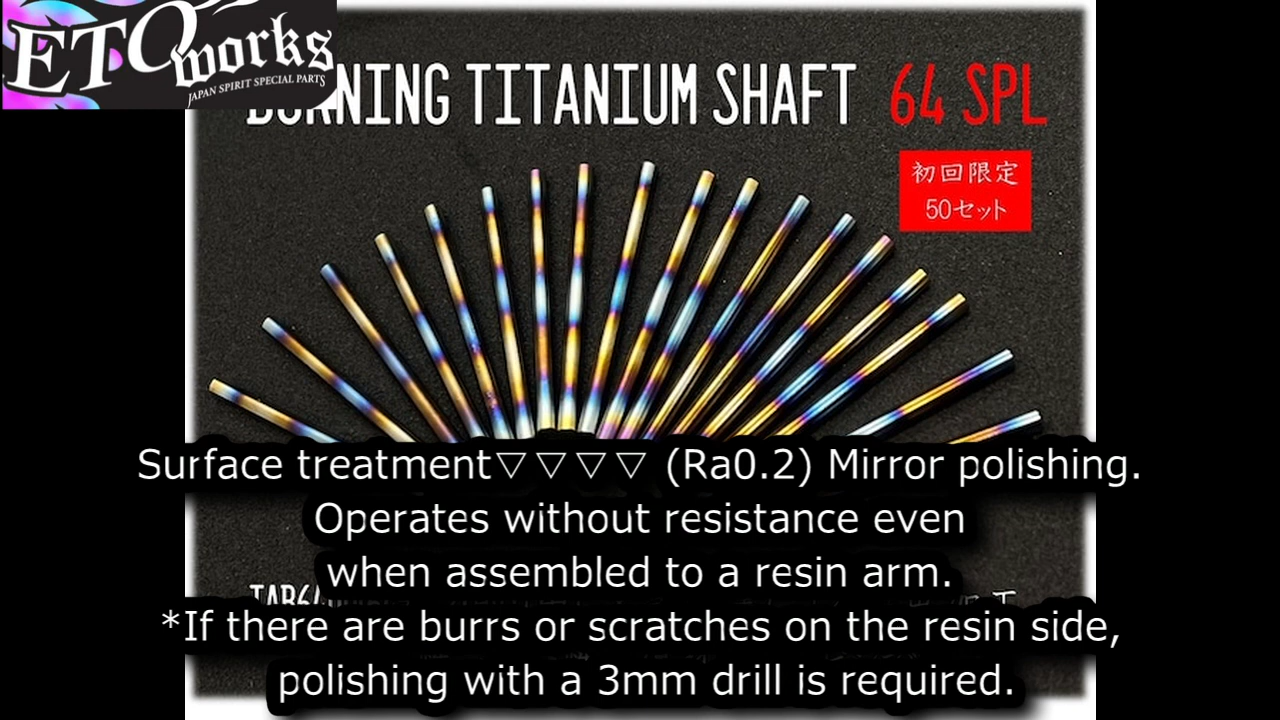 ETOworks
JAPAN SPIRIT SPECIAL PARTS
BURNING TITANIUM SHAFT 64 SPL
初回限定
50セット
Surface treatment▽▽▽▽ (Ra0.2) Mirror polishing.
Operates without resistance even
when assembled to a resin arm.
*If there are burrs or scratches on the resin side,
polishing with a 3mm drill is required.